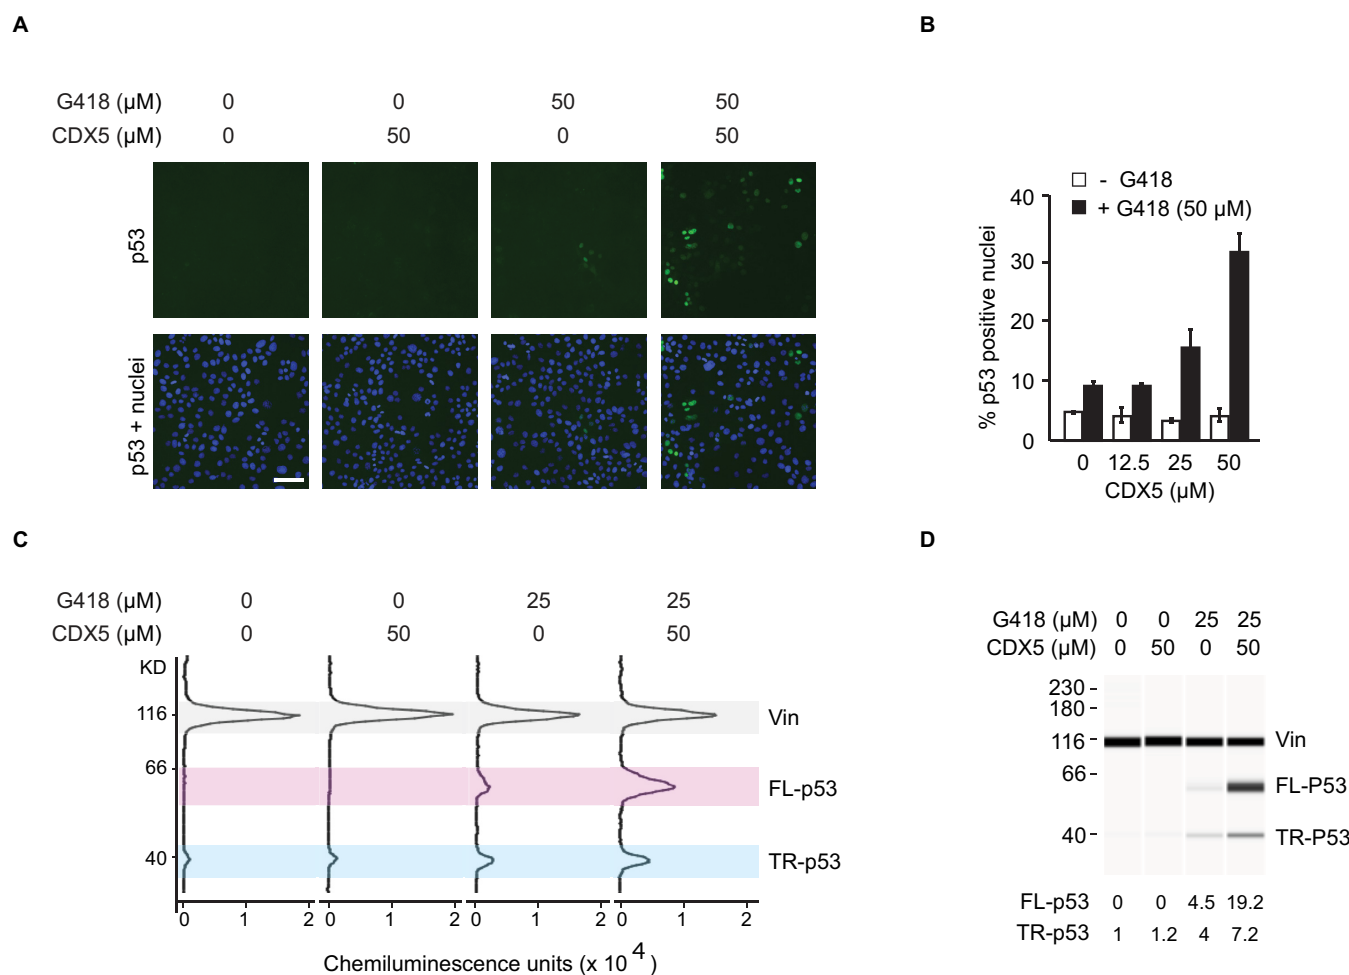 A
G418 (µM) 0 0 50 50
CDX5 (µM) 0 50 0 50
p53
p53 + nuclei
B
- G418
+ G418 (50 µM)
% p53 positive nuclei
40
30
20
10
0
0 12.5 25 50
CDX5 (µM)
C
G418 (µM) 0 0 25 25
CDX5 (µM) 0 50 0 50
KD
116
Vin
66
FL-p53
40
TR-p53
0 1 2 0 1 2 0 1 2 0 1 2
Chemiluminescence units (x 10 4 )
D
G418 (µM) 0 0 25 25
CDX5 (µM) 0 50 0 50
230
180
116
Vin
66
FL-P53
40
TR-P53
FL-p53 0 0 4.5 19.2
TR-p53 1 1.2 4 7.2